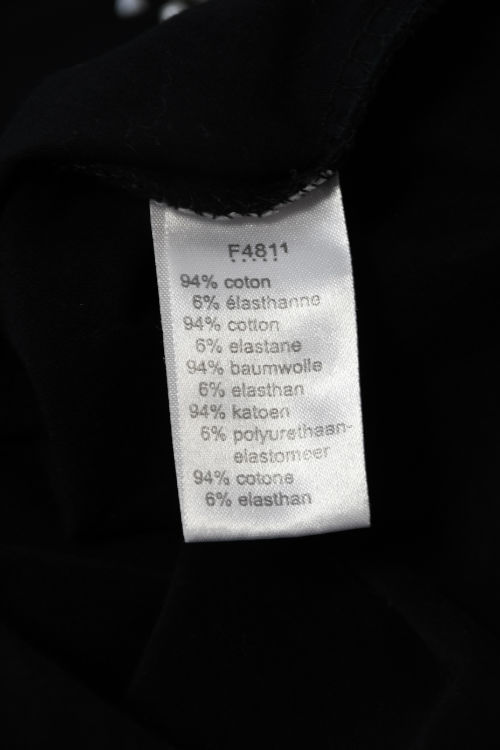 F4811
94% coton
6% élasthanne
94% cotton
6% elastane
94% baumwolle
6% elasthan
94% katoen
6% polyurethaan-
elastomeer
94% cotone
6% elasthan